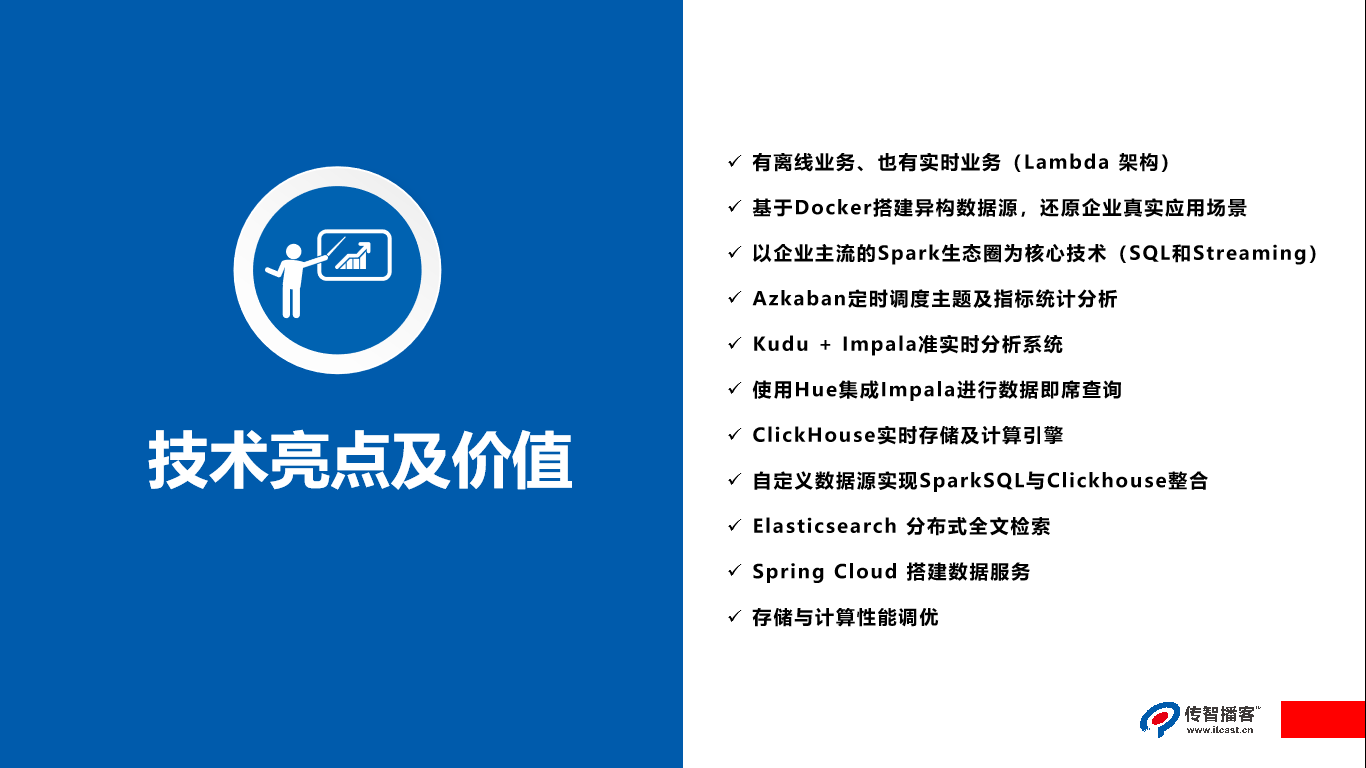 技术亮点及价值
✓ 有离线业务、也有实时业务（Lambda 架构）
✓ 基于Docker搭建异构数据源，还原企业真实应用场景
✓ 以企业主流的Spark生态圈为核心技术（SQL和Streaming）
✓ Azkaban定时调度主题及指标统计分析
✓ Kudu + Impala准实时分析系统
✓ 使用Hue集成Impala进行数据即席查询
✓ ClickHouse实时存储及计算引擎
✓ 自定义数据源实现SparkSQL与Clickhouse整合
✓ Elasticsearch 分布式全文检索
✓ Spring Cloud 搭建数据服务
✓ 存储与计算性能调优
传智播客™
www.itcast.cn